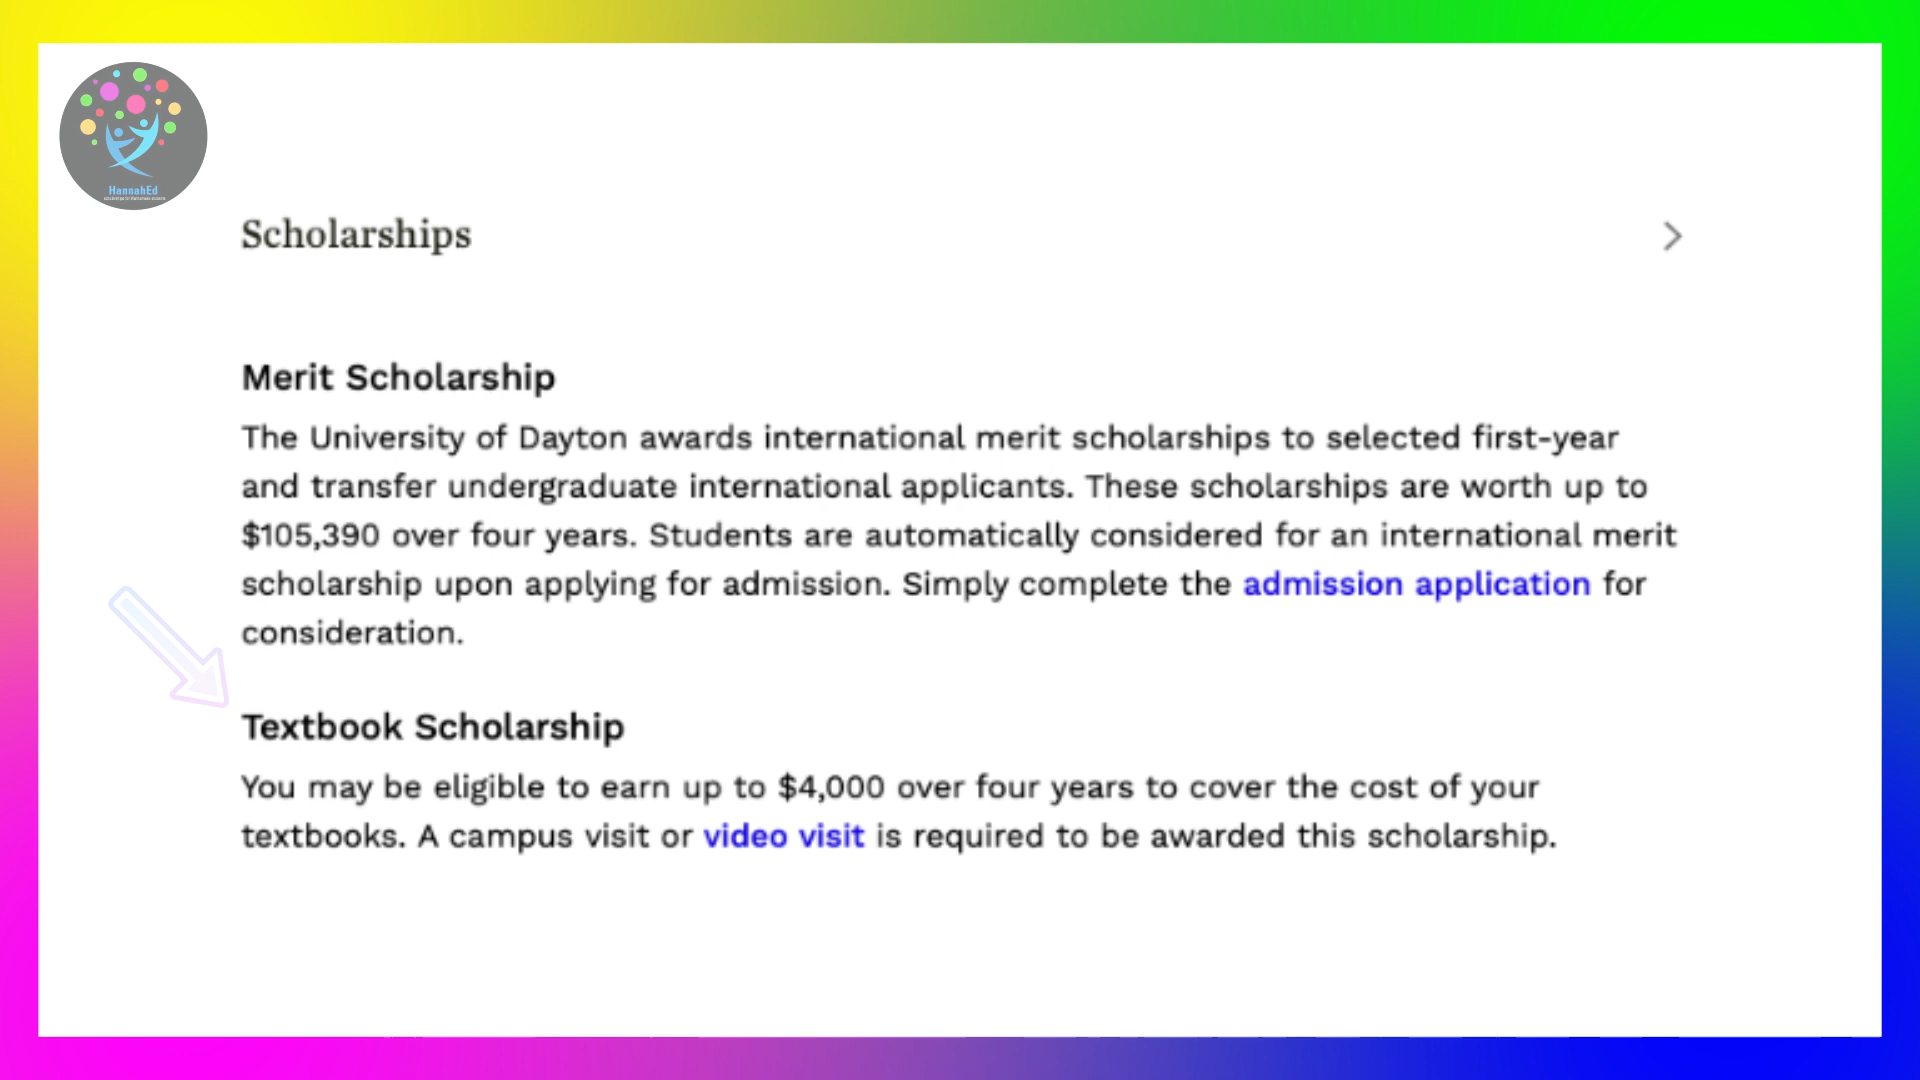 HannahEd
Scholarships
Merit Scholarship
The University of Dayton awards international merit scholarships to selected first-year
and transfer undergraduate international applicants. These scholarships are worth up to
$105,390 over four years. Students are automatically considered for an international merit
scholarship upon applying for admission. Simply complete the admission application for
consideration.
Textbook Scholarship
You may be eligible to earn up to $4,000 over four years to cover the cost of your
textbooks. A campus visit or video visit is required to be awarded this scholarship.